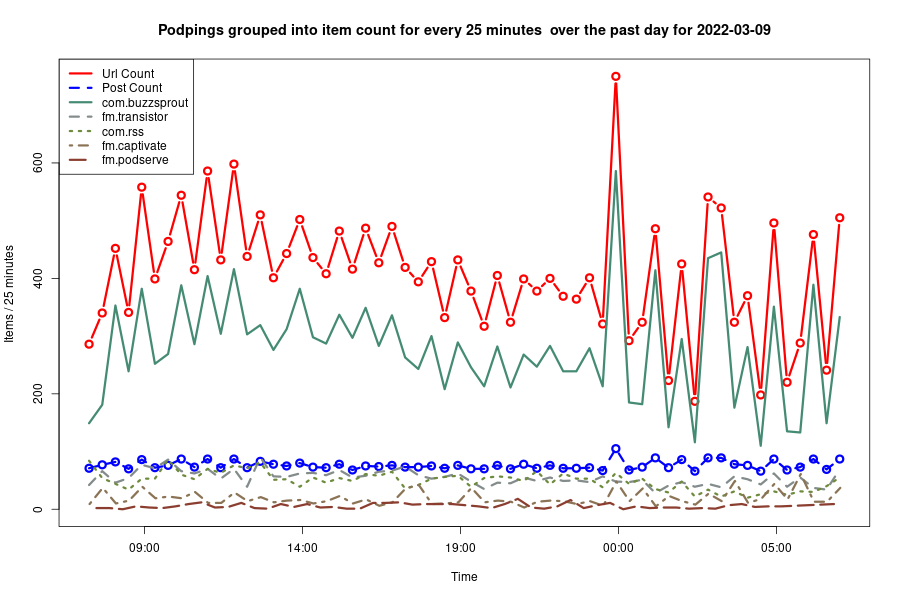 Podpings grouped into item count for every 25 minutes  over the past day for 2022-03-09
Url Count
Post Count
com.buzzsprout
fm.transistor
com.rss
fm.captivate
fm.podserve
Items / 25 minutes
600
400
200
0
09:00
14:00
19:00
00:00
05:00
Time